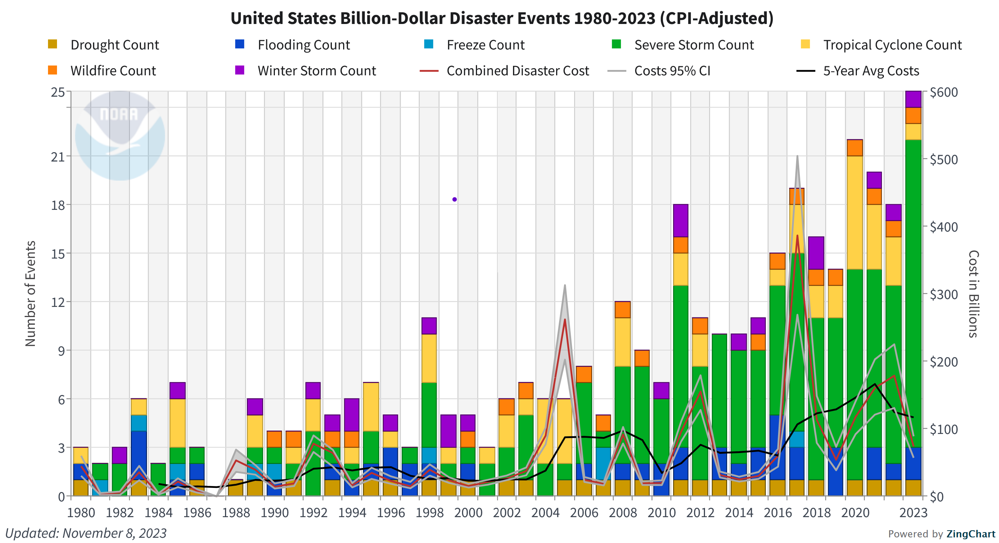 United States Billion-Dollar Disaster Events 1980-2023 (CPI-Adjusted)
Drought Count Flooding Count Freeze Count Severe Storm Count Tropical Cyclone Count
Wildfire Count Winter Storm Count Combined Disaster Cost Costs 95% CI 5-Year Avg Costs
NOAA
Number of Events
25
21
18
15
12
9
6
3
0
$600
$500
$400
$300
$200
$100
$0
Cost in Billions
1980 1982 1984 1986 1988 1990 1992 1994 1996 1998 2000 2002 2004 2006 2008 2010 2012 2014 2016 2018 2020 2023
Updated: November 8, 2023
Powered by ZingChart